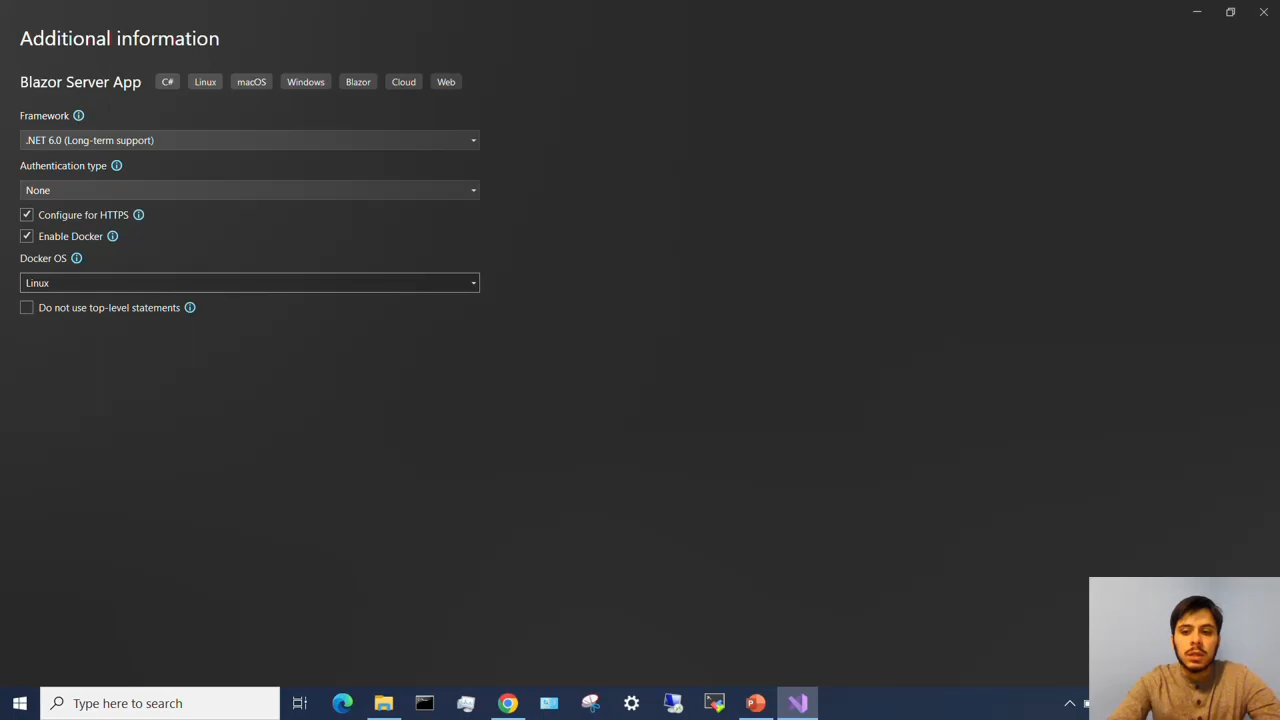 Additional information
Blazor Server App C# Linux macOS Windows Blazor Cloud Web
Framework
.NET 6.0 (Long-term support)
Authentication type
None
Configure for HTTPS
Enable Docker
Docker OS
Linux
Do not use top-level statements
Type here to search